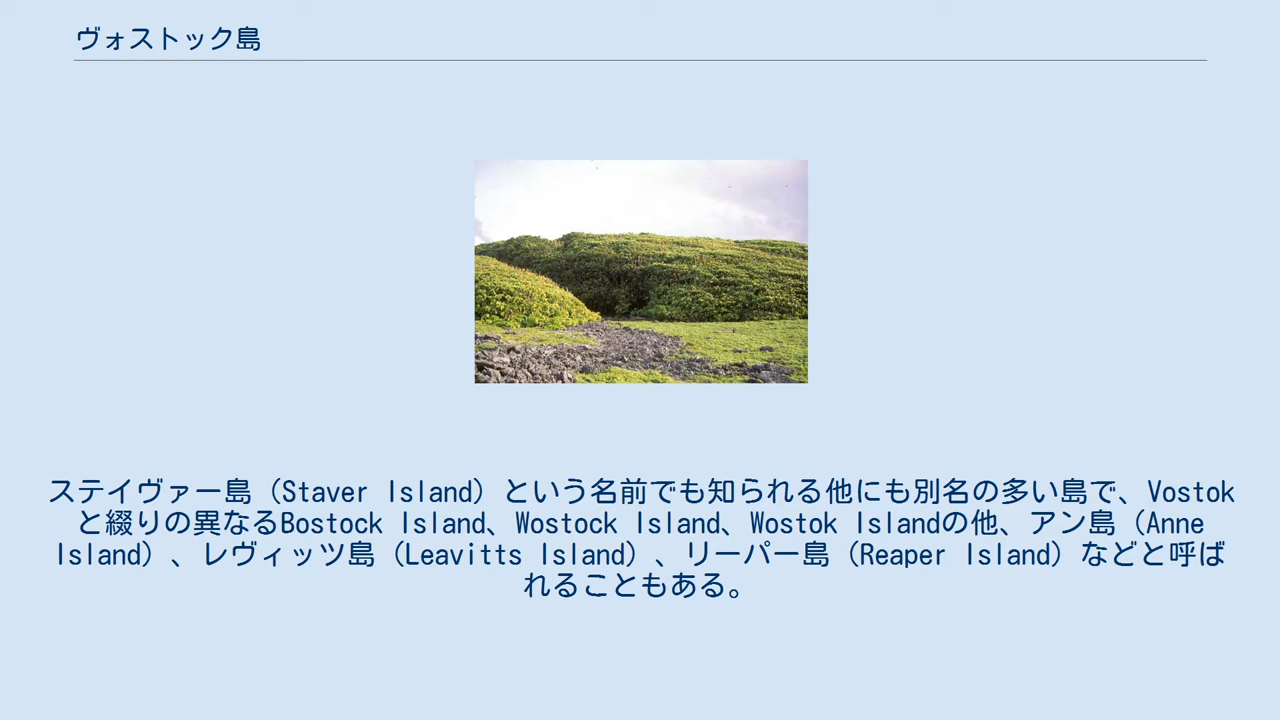 ヴォストック島
ステイヴァー島（Staver Island）という名前でも知られる他にも別名の多い島で、Vostok
と綴りの異なるBostock Island、Wostock Island、Wostok Islandの他、アン島（Anne
Island）、レヴィッツ島（Leavitts Island）、リーパー島（Reaper Island）などと呼ば
れることもある。